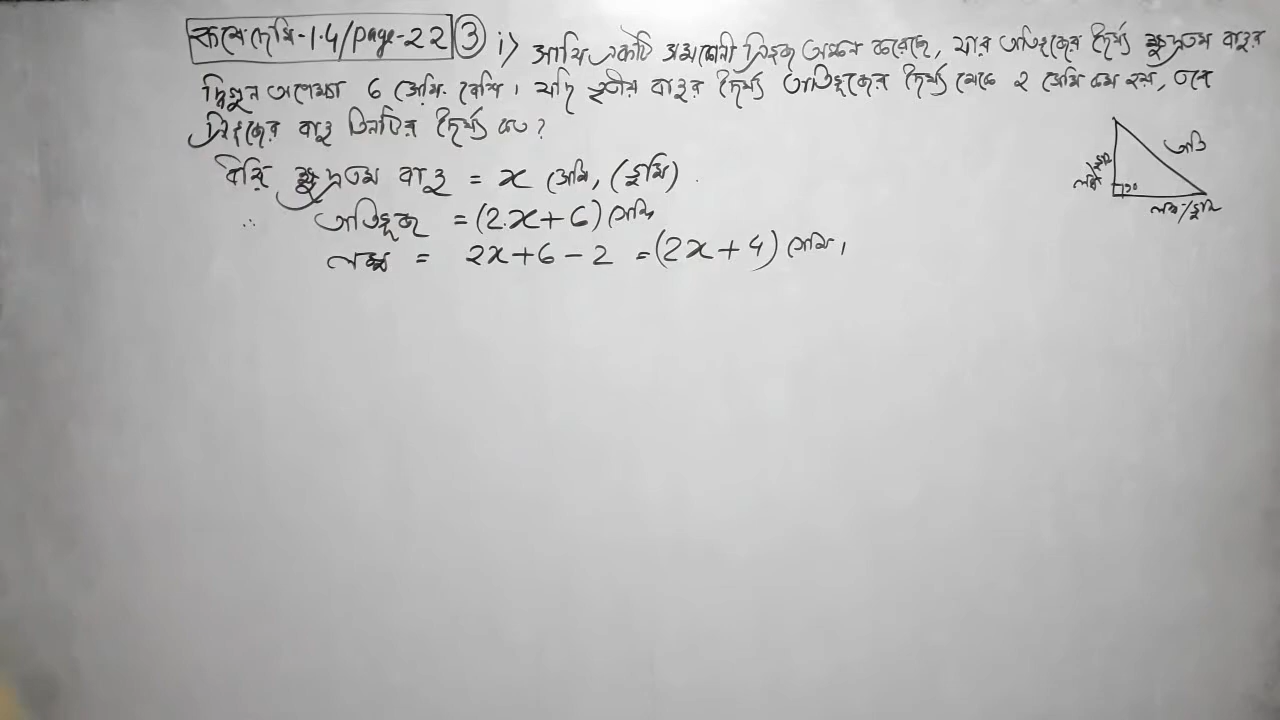 কষে দেখি-1.4/page-22 ③ i) আমি একটি সমকোনী ত্রিভুজ অঙ্কন করেছে, যার অতিভুজের দৈর্ঘ্য ক্ষুদ্রতম বাহুর
দ্বিগুন অপেক্ষা 6 সেমি. বেশি। যদি তৃতীয় বাহুর দৈর্ঘ্য অতিভুজের দৈর্ঘ্য থেকে ২ সেমি কম হয়, তবে
ত্রিভুজের বাহু তিনটির দৈর্ঘ্য কত?
ধরি ক্ষুদ্রতম বাহু = x সেমি, (ভূমি).
∴ অতিভুজ = (2.x+6) সেমি
লম্ব = 2x+6-2 =(2x+4) সেমি।
অতি
ভূমি
লম্ব
90
লম্ব/ভূমি